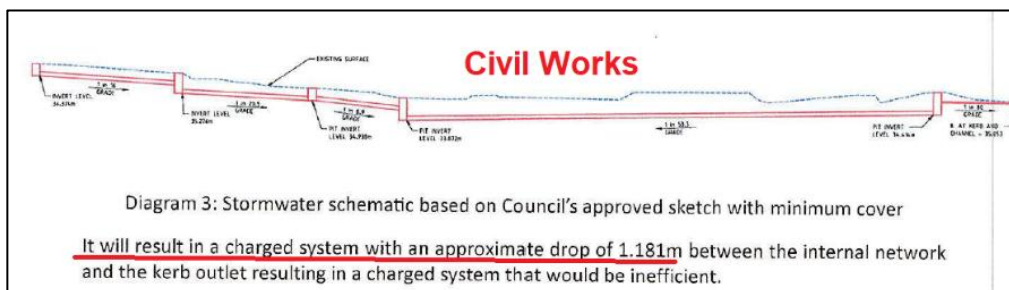 Civil Works
EXISTING SURFACE
GRADE
INVERT LEVEL
GRADE
INVERT LEVEL
GRADE
PIT INVERT
PIT INVERT
GRADE
PIT INVERT
GRADE
AT KERB AND
Diagram 3: Stormwater schematic based on Council's approved sketch with minimum cover
It will result in a charged system with an approximate drop of 1.181m between the internal network
and the kerb outlet resulting in a charged system that would be inefficient.